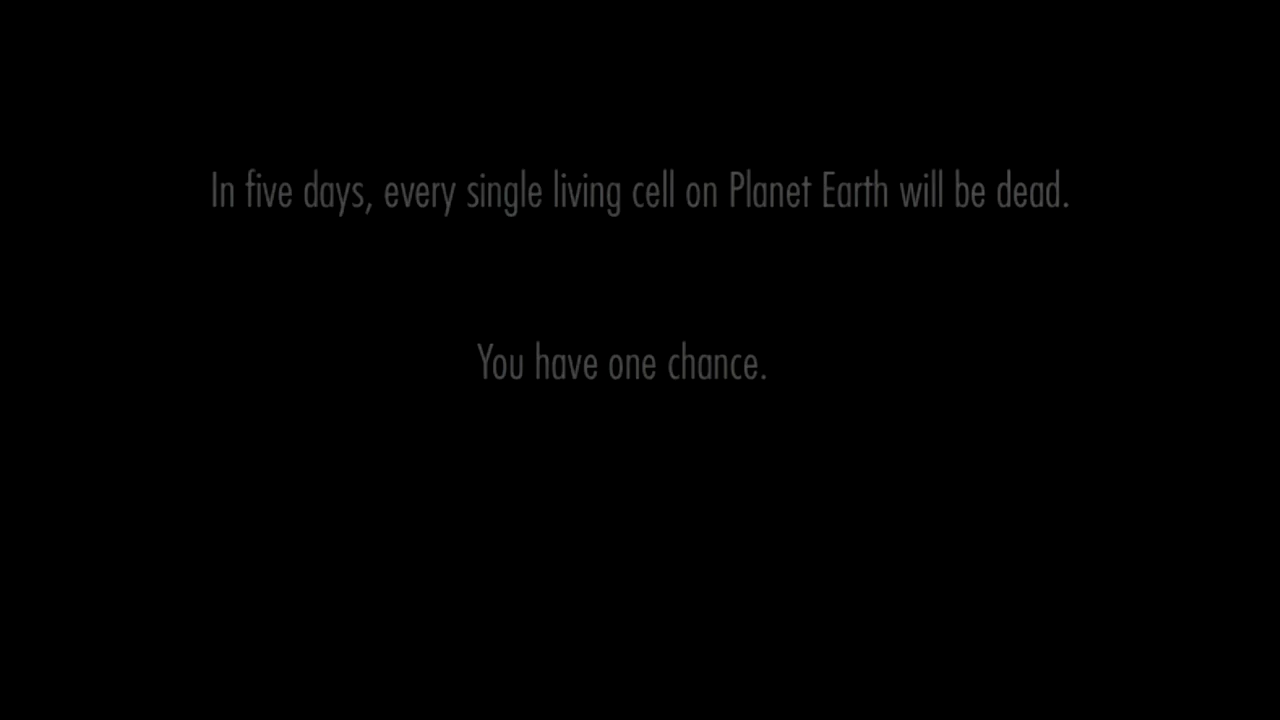 In five days, every single living cell on Planet Earth will be dead.
You have one chance.